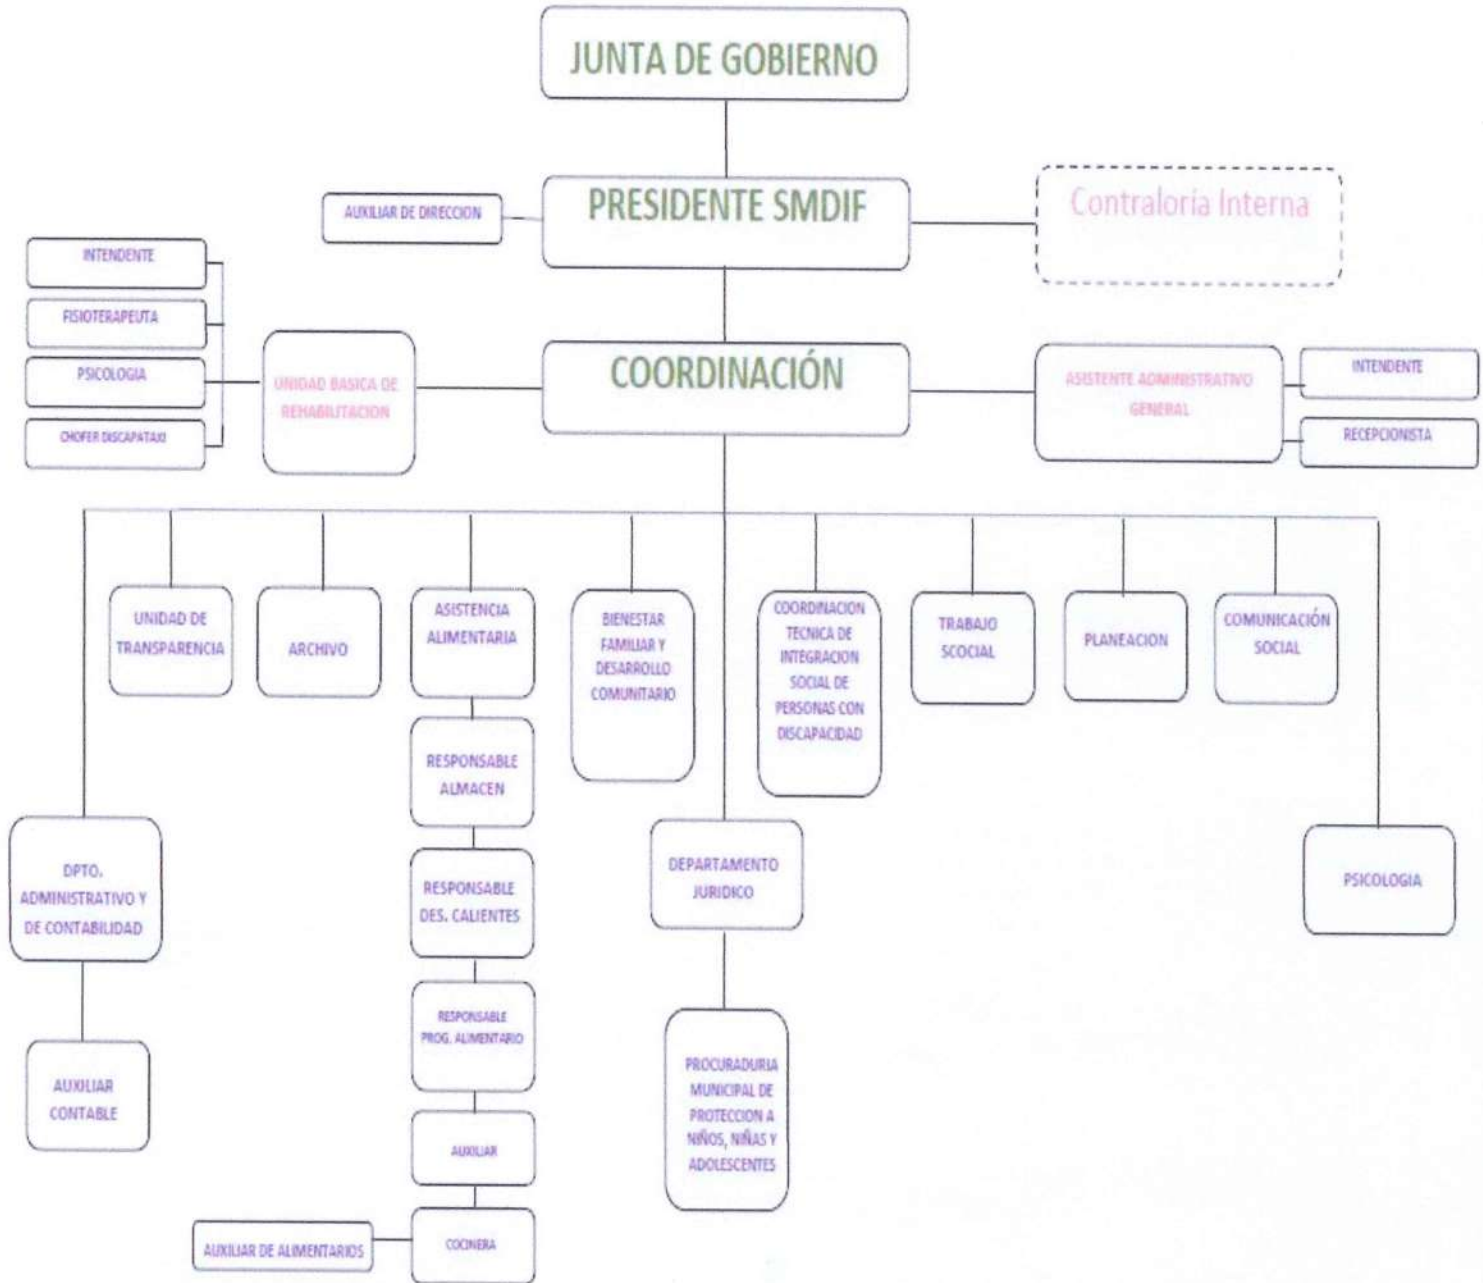 JUNTA DE GOBIERNO
AUXILIAR DE DIRECCION
PRESIDENTE SMDIF
Contraloría Interna
INTENDENTE
FISIOTERAPEUTA
PSICOLOGIA
CHOFER DISCAPATAXI
UNIDAD BASICA DE
REHABILITACION
COORDINACIÓN
ASISTENTE ADMINISTRATIVO
GENERAL
INTENDENTE
RECEPCIONISTA
UNIDAD DE
TRANSPARENCIA
ARCHIVO
ASISTENCIA
ALIMENTARIA
BIENESTAR
FAMILIAR Y
DESARROLLO
COMUNITARIO
COORDINACION
TECNICA DE
INTEGRACION
SOCIAL DE
PERSONAS CON
DISCAPACIDAD
TRABAJO
SCOCIAL
PLANEACION
COMUNICACIÓN
SOCIAL
RESPONSABLE
ALMACEN
DPTO.
ADMINISTRATIVO Y
DE CONTABILIDAD
RESPONSABLE
DES. CALIENTES
DEPARTAMENTO
JURIDICO
PSICOLOGIA
RESPONSABLE
PROG. ALIMENTARIO
AUXILIAR
CONTABLE
PROCURADURIA
MUNICIPAL DE
PROTECCION A
NIÑOS, NIÑAS Y
ADOLESCENTES
AUXILIAR
AUXILIAR DE ALIMENTARIOS
COCINERA